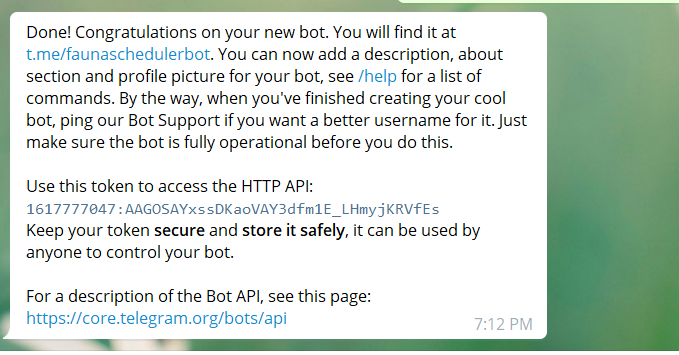 Done! Congratulations on your new bot. You will find it at
t.me/faunaschedulerbot. You can now add a description, about
section and profile picture for your bot, see /help for a list of
commands. By the way, when you've finished creating your cool
bot, ping our Bot Support if you want a better username for it. Just
make sure the bot is fully operational before you do this.
Use this token to access the HTTP API:
1617777047:AAGOSAYxssDKaoVAY3dfm1E_LHmyjKRVfEs
Keep your token secure and store it safely, it can be used by
anyone to control your bot.
For a description of the Bot API, see this page:
https://core.telegram.org/bots/api
7:12 PM